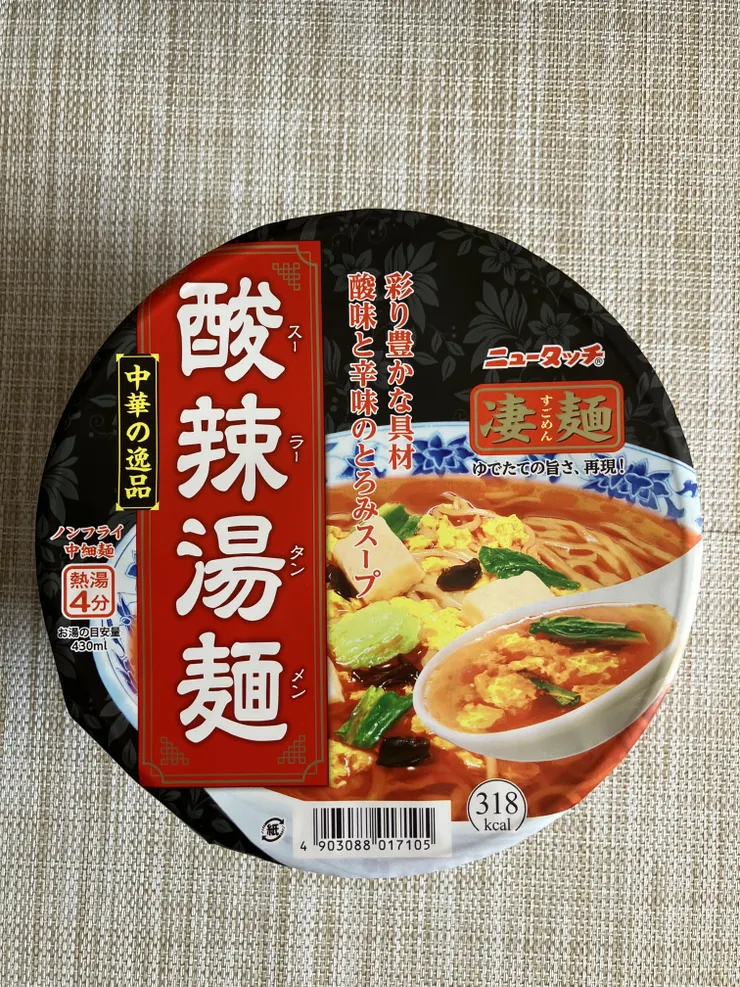 酸辣湯麺
スーラータンメン
中華の逸品
彩り豊かな具材
酸味と辛味のとろみスープ
ニュータッチ®
凄麺
すごめん
ゆでたての旨さ、再現!
ノンフライ
中細麺
熱湯
4分
お湯の目安量
430ml
318
kcal
紙
4 903088 017105